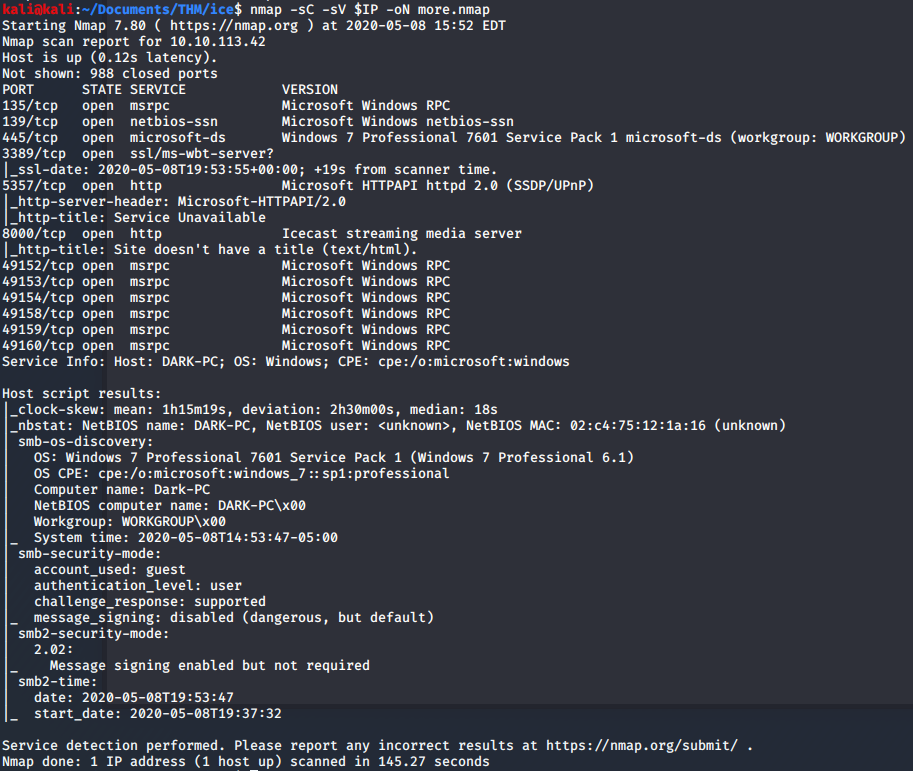 kali@kali:~/Documents/THM/ice$ nmap -sC -sV $IP -oN more.nmap
Starting Nmap 7.80 ( https://nmap.org ) at 2020-05-08 15:52 EDT
Nmap scan report for 10.10.113.42
Host is up (0.12s latency).
Not shown: 988 closed ports
PORT      STATE SERVICE        VERSION
135/tcp   open  msrpc          Microsoft Windows RPC
139/tcp   open  netbios-ssn    Microsoft Windows netbios-ssn
445/tcp   open  microsoft-ds   Windows 7 Professional 7601 Service Pack 1 microsoft-ds (workgroup: WORKGROUP)
3389/tcp  open  ssl/ms-wbt-server?
|_ssl-date: 2020-05-08T19:53:55+00:00; +19s from scanner time.
5357/tcp  open  http           Microsoft HTTPAPI httpd 2.0 (SSDP/UPnP)
|_http-server-header: Microsoft-HTTPAPI/2.0
|_http-title: Service Unavailable
8000/tcp  open  http           Icecast streaming media server
|_http-title: Site doesn't have a title (text/html).
49152/tcp open  msrpc          Microsoft Windows RPC
49153/tcp open  msrpc          Microsoft Windows RPC
49154/tcp open  msrpc          Microsoft Windows RPC
49158/tcp open  msrpc          Microsoft Windows RPC
49159/tcp open  msrpc          Microsoft Windows RPC
49160/tcp open  msrpc          Microsoft Windows RPC
Service Info: Host: DARK-PC; OS: Windows; CPE: cpe:/o:microsoft:windows

Host script results:
|_clock-skew: mean: 1h15m19s, deviation: 2h30m00s, median: 18s
|_nbstat: NetBIOS name: DARK-PC, NetBIOS user: <unknown>, NetBIOS MAC: 02:c4:75:12:1a:16 (unknown)
| smb-os-discovery:
|   OS: Windows 7 Professional 7601 Service Pack 1 (Windows 7 Professional 6.1)
|   OS CPE: cpe:/o:microsoft:windows_7::sp1:professional
|   Computer name: Dark-PC
|   NetBIOS computer name: DARK-PC\x00
|   Workgroup: WORKGROUP\x00
|_  System time: 2020-05-08T14:53:47-05:00
| smb-security-mode:
|   account_used: guest
|   authentication_level: user
|   challenge_response: supported
|_  message_signing: disabled (dangerous, but default)
| smb2-security-mode:
|   2.02:
|_    Message signing enabled but not required
| smb2-time:
|   date: 2020-05-08T19:53:47
|_  start_date: 2020-05-08T19:37:32

Service detection performed. Please report any incorrect results at https://nmap.org/submit/ .
Nmap done: 1 IP address (1 host up) scanned in 145.27 seconds